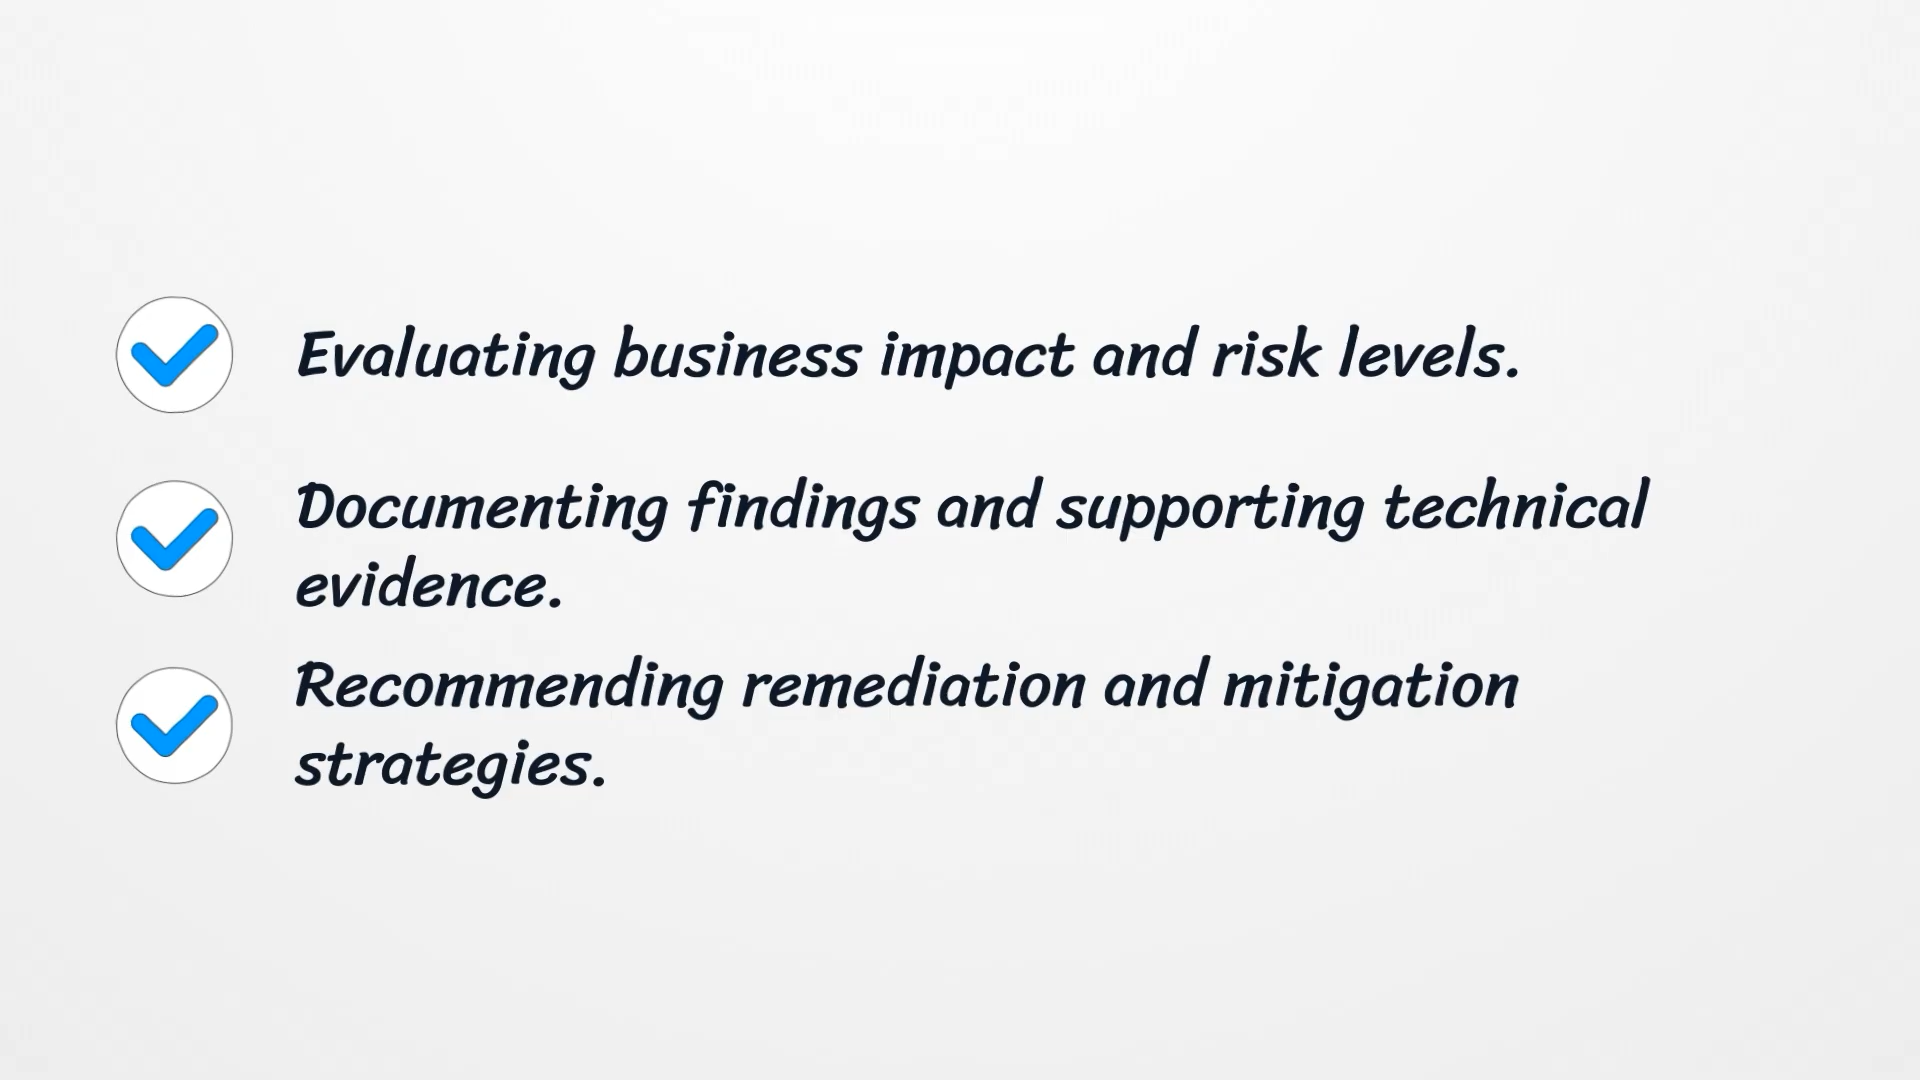 Evaluating business impact and risk levels.
Documenting findings and supporting technical
evidence.
Recommending remediation and mitigation
strategies.